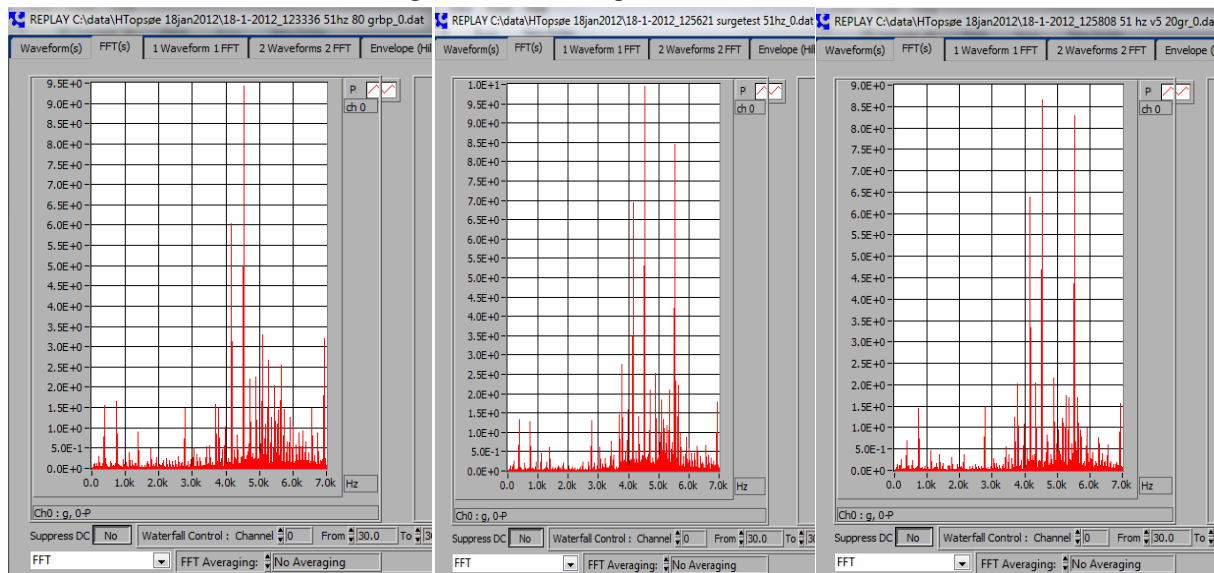 REPLAY C:\data\HTopsøe 18jan2012\18-1-2012_123336 51hz 80 grbp_0.dat
Waveform(s) FFT(s) 1 Waveform 1 FFT 2 Waveforms 2 FFT Envelope (Hil
P
ch 0
9.5E+0
9.0E+0
8.5E+0
8.0E+0
7.5E+0
7.0E+0
6.5E+0
6.0E+0
5.5E+0
5.0E+0
4.5E+0
4.0E+0
3.5E+0
3.0E+0
2.5E+0
2.0E+0
1.5E+0
1.0E+0
5.0E-1
0.0E+0
0.0 1.0k 2.0k 3.0k 4.0k 5.0k 6.0k 7.0k Hz
Ch0 : g, 0-P
Suppress DC No Waterfall Control : Channel 0 From 30.0 To
FFT FFT Averaging: No Averaging
REPLAY C:\data\HTopsøe 18jan2012\18-1-2012_125621 surgetest 51hz_0.dat
Waveform(s) FFT(s) 1 Waveform 1 FFT 2 Waveforms 2 FFT Envelope (Hil
P
ch 0
1.0E+1
9.5E+0
9.0E+0
8.5E+0
8.0E+0
7.5E+0
7.0E+0
6.5E+0
6.0E+0
5.5E+0
5.0E+0
4.5E+0
4.0E+0
3.5E+0
3.0E+0
2.5E+0
2.0E+0
1.5E+0
1.0E+0
5.0E-1
0.0E+0
0.0 1.0k 2.0k 3.0k 4.0k 5.0k 6.0k 7.0k Hz
Ch0 : g, 0-P
Suppress DC No Waterfall Control : Channel 0 From 30.0 To
FFT FFT Averaging: No Averaging
REPLAY C:\data\HTopsøe 18jan2012\18-1-2012_125808 51 hz v5 20gr_0.da
Waveform(s) FFT(s) 1 Waveform 1 FFT 2 Waveforms 2 FFT Envelope (
P
ch 0
9.0E+0
8.5E+0
8.0E+0
7.5E+0
7.0E+0
6.5E+0
6.0E+0
5.5E+0
5.0E+0
4.5E+0
4.0E+0
3.5E+0
3.0E+0
2.5E+0
2.0E+0
1.5E+0
1.0E+0
5.0E-1
0.0E+0
0.0 1.0k 2.0k 3.0k 4.0k 5.0k 6.0k 7.0k Hz
Ch0 : g, 0-P
Suppress DC No Waterfall Control : Channel 0 From 30.0 To
FFT FFT Averaging: No Averaging